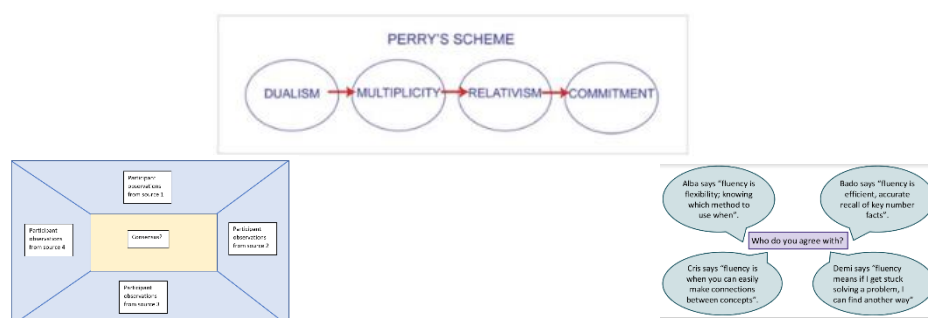 PERRY'S SCHEME
DUALISM
MULTIPLICITY
RELATIVISM
COMMITMENT
Participant
observations
from source 1
Participant
observations
from source 4
Consensus?
Participant
observations
from source 2
Participant
observations
from source 3
Alba says "fluency is
flexibility; knowing
which method to
use when".
Bado says "fluency is
efficient, accurate
recall of key number
facts".
Who do you agree with?
Cris says "fluency is
when you can easily
make connections
between concepts".
Demi says "fluency
means if I get stuck
solving a problem, I
can find another way"